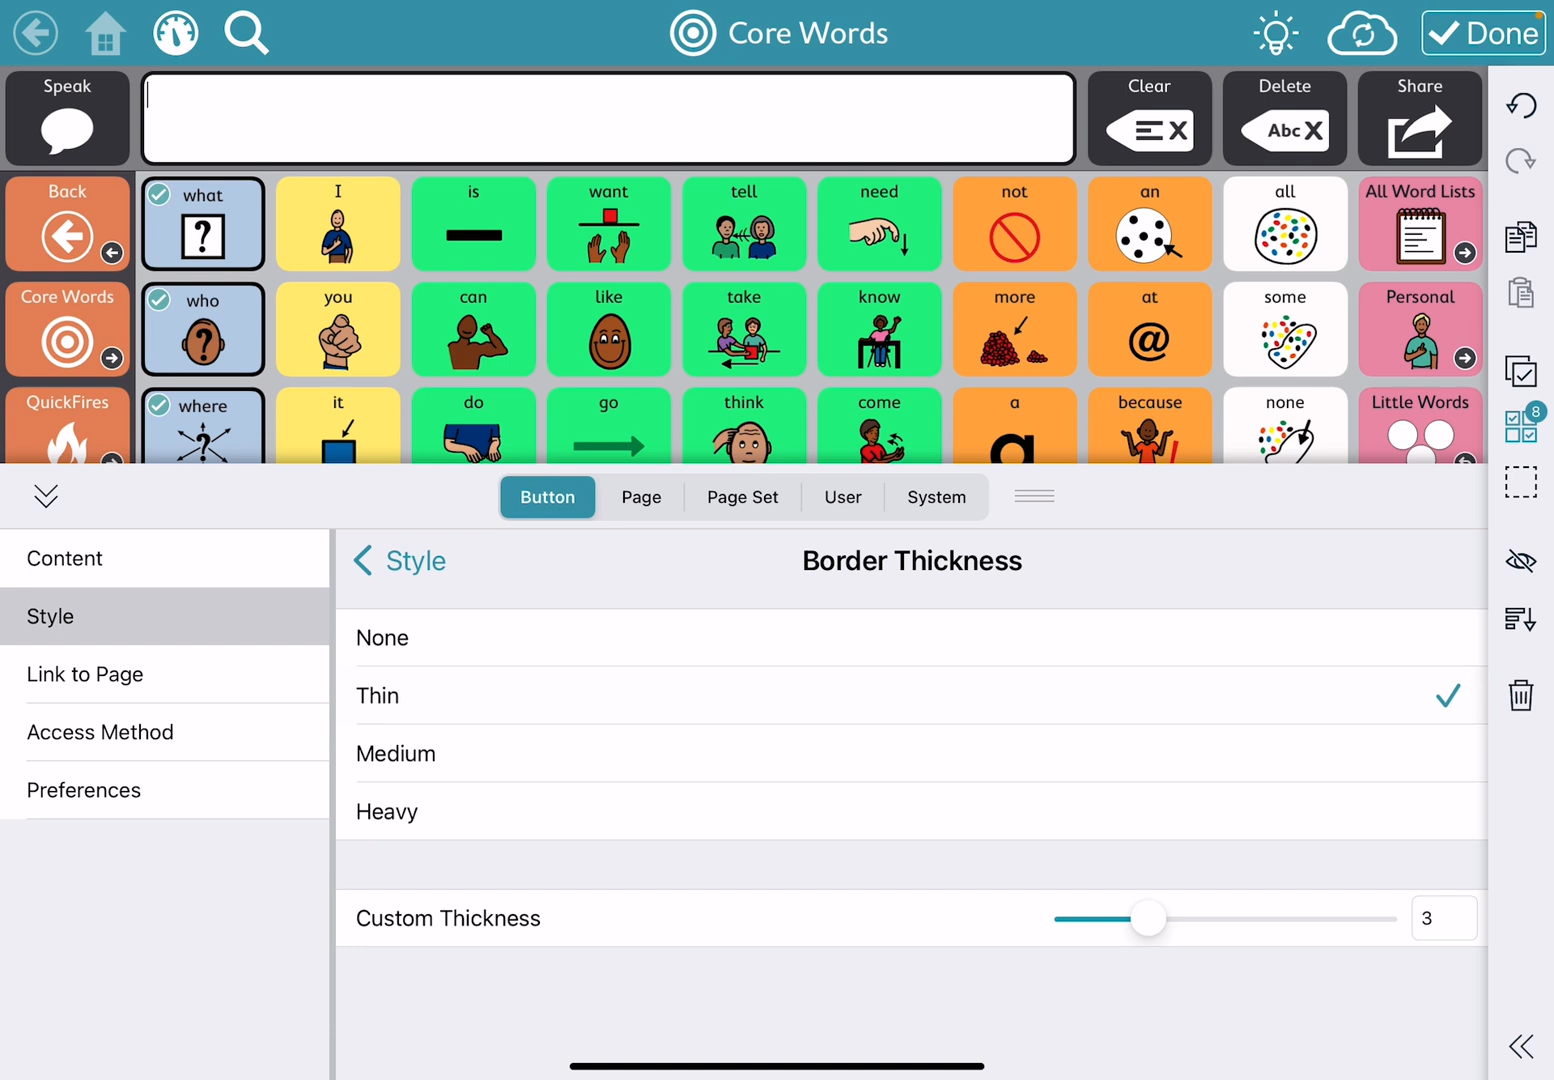 Core Words
Done
Speak
Clear
Delete
Share
Abc X
Back
what
I
is
want
tell
need
not
an
all
All Word Lists
?
Core Words
who
you
can
like
take
know
more
at
some
Personal
?
@
QuickFires
where
it
do
go
think
come
a
because
none
Little Words
?
a
8
Button
Page
Page Set
User
System
Content
Style
Link to Page
Access Method
Preferences
Style
Border Thickness
None
Thin
Medium
Heavy
Custom Thickness
3